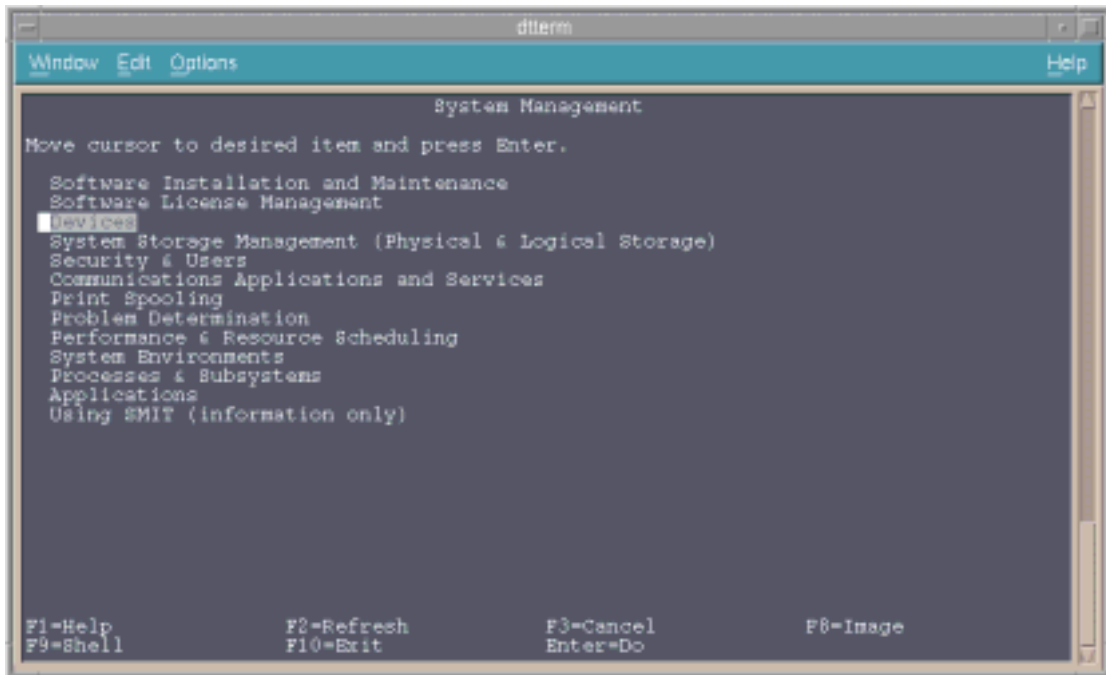 dtterm
Window Edit Options Help
System Management
Move cursor to desired item and press Enter.
Software Installation and Maintenance
Software License Management
Devices
System Storage Management (Physical & Logical Storage)
Security & Users
Communications Applications and Services
Print Spooling
Problem Determination
Performance & Resource Scheduling
System Environments
Processes & Subsystems
Applications
Using SMIT (information only)
F1=Help F2=Refresh F3=Cancel F8=Image
F9=Shell F10=Exit Enter=Do